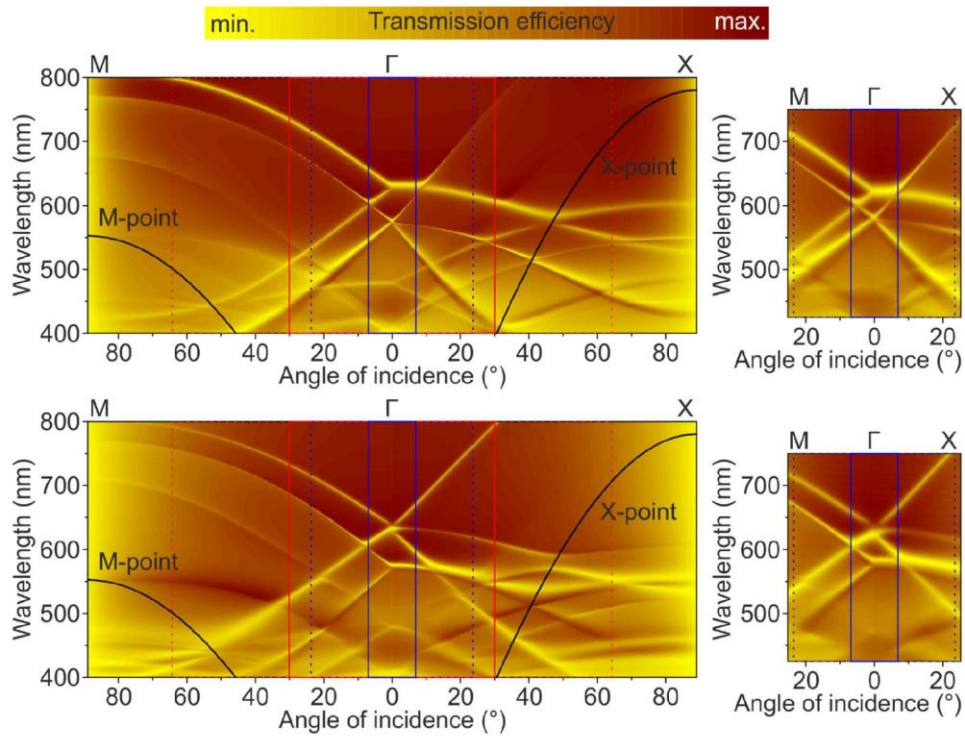 min. Transmission efficiency max.
M Γ X
800
700
600
500
400
Wavelength (nm)
M-point
X-point
80 60 40 20 0 20 40 60 80
Angle of incidence (°)
M Γ X
700
600
500
Wavelength (nm)
20 0 20
Angle of incidence (°)
M Γ X
800
700
600
500
400
Wavelength (nm)
M-point
X-point
80 60 40 20 0 20 40 60 80
Angle of incidence (°)
M Γ X
700
600
500
Wavelength (nm)
20 0 20
Angle of incidence (°)